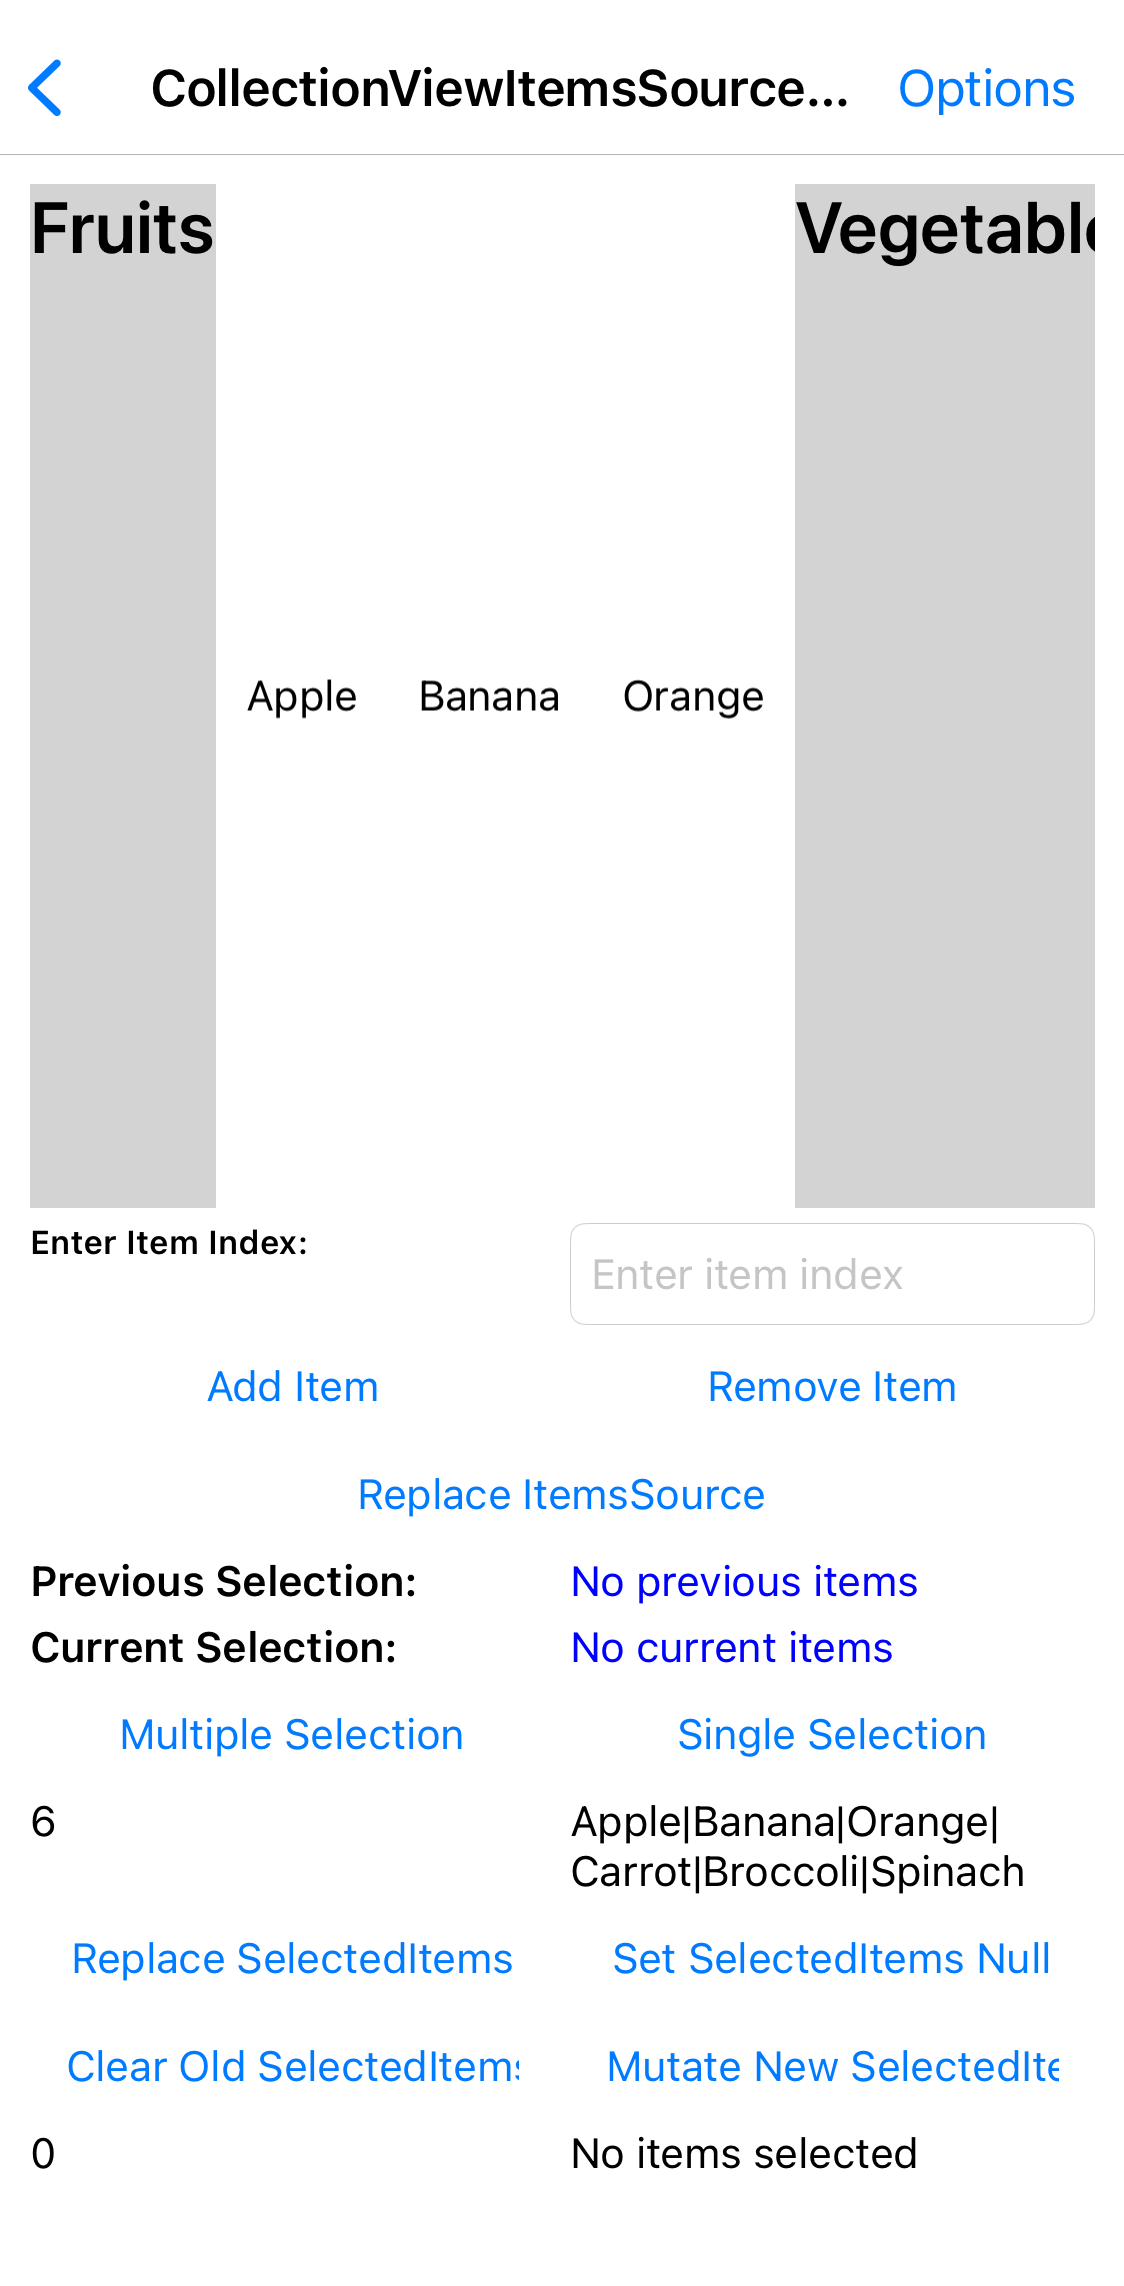 CollectionViewItemsSource...
Options
Fruits
Vegetable
Apple
Banana
Orange
Enter Item Index:
Enter item index
Add Item
Remove Item
Replace ItemsSource
Previous Selection:
No previous items
Current Selection:
No current items
Multiple Selection
Single Selection
6
Apple|Banana|Orange|
Carrot|Broccoli|Spinach
Replace SelectedItems
Set SelectedItems Null
Clear Old SelectedItems
Mutate New SelectedIte
0
No items selected